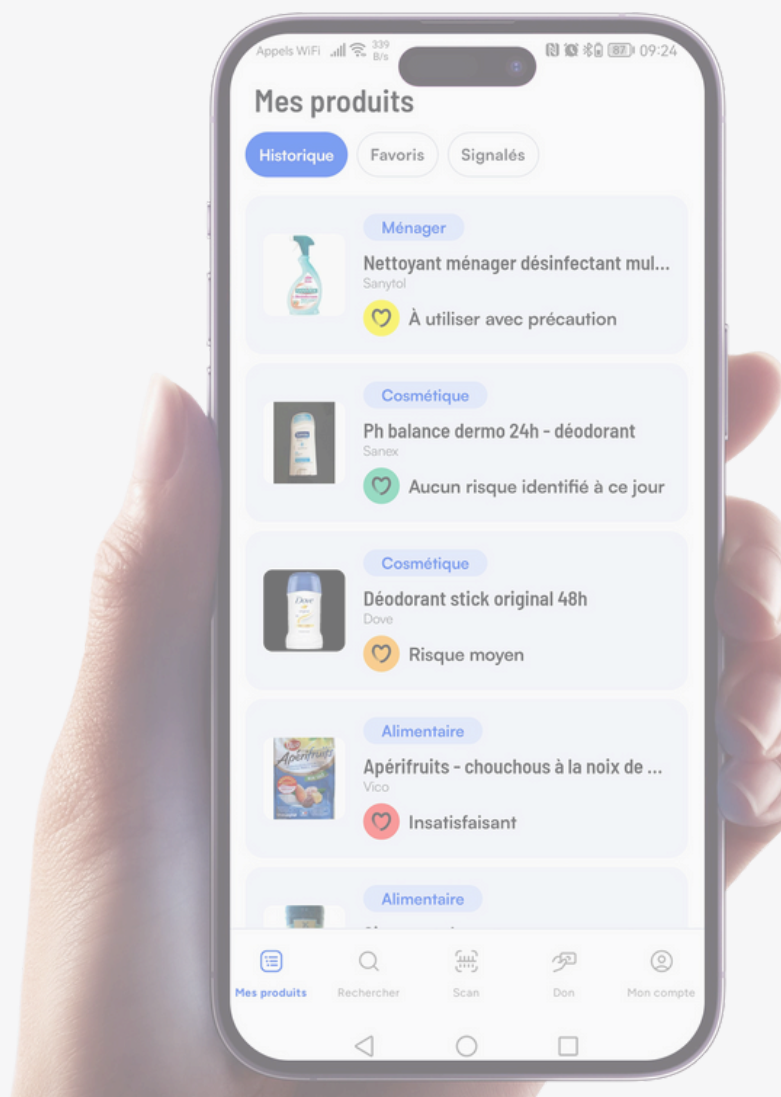 Appels WiFi 339 B/s 87 09:24
Mes produits
Historique Favoris Signalés
Ménager
Nettoyant ménager désinfectant mul...
Sanytol
À utiliser avec précaution
Cosmétique
Ph balance dermo 24h - déodorant
Sanex
Aucun risque identifié à ce jour
Cosmétique
Dove
Déodorant stick original 48h
Dove
Risque moyen
Alimentaire
Apérifruits
Apérifruits - chouchous à la noix de ...
Vico
Insatisfaisant
Alimentaire
Mes produits Rechercher Scan Don Mon compte